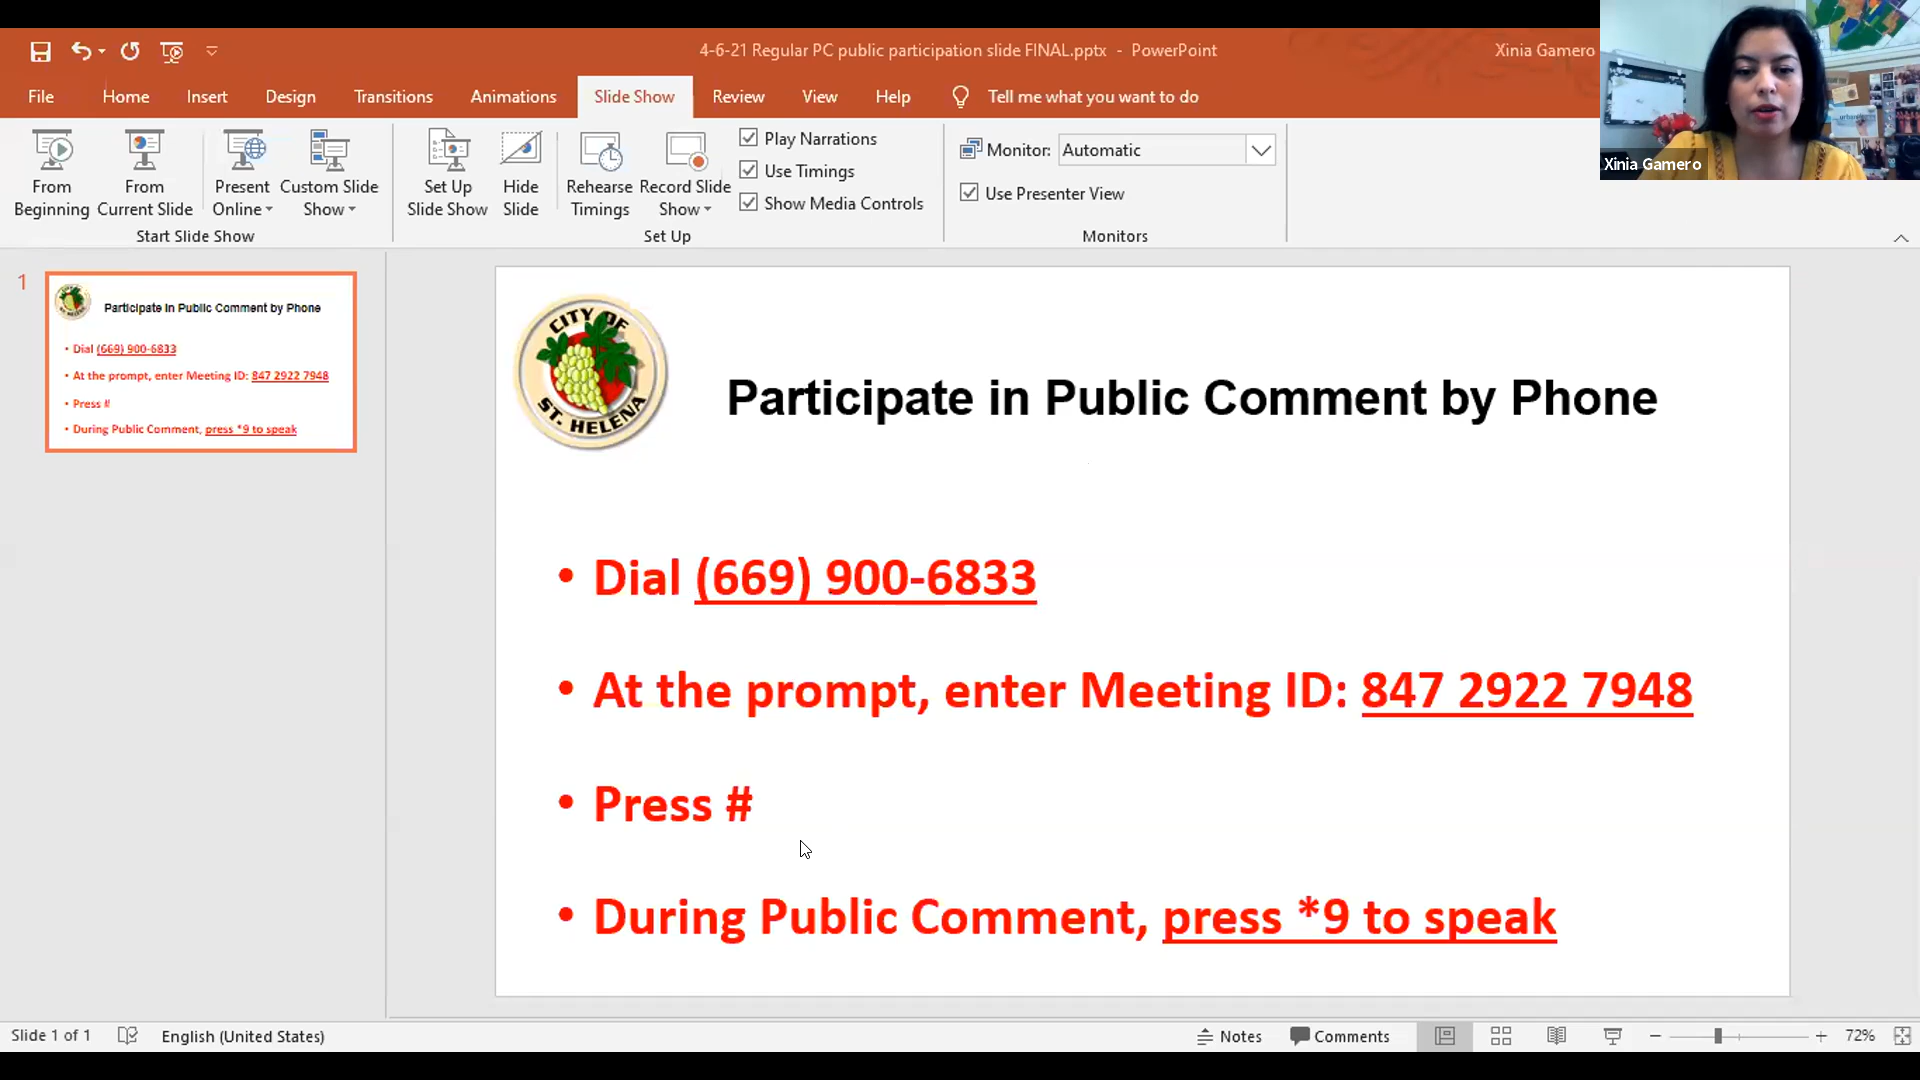 4-6-21 Regular PC public participation slide FINAL.pptx - PowerPoint
Xinia Gamero
File Home Insert Design Transitions Animations Slide Show Review View Help Tell me what you want to do
From Beginning
From Current Slide
Present Online
Custom Slide Show
Start Slide Show
Set Up Slide Show
Hide Slide
Rehearse Timings
Record Slide Show
Play Narrations
Use Timings
Show Media Controls
Set Up
Monitor: Automatic
Use Presenter View
Monitors
Xinia Gamero
1
Participate in Public Comment by Phone
• Dial (669) 900-6833
• At the prompt, enter Meeting ID: 847 2922 7948
• Press #
• During Public Comment, press *9 to speak
CITY OF
ST. HELENA
Participate in Public Comment by Phone
• Dial (669) 900-6833
• At the prompt, enter Meeting ID: 847 2922 7948
• Press #
• During Public Comment, press *9 to speak
Slide 1 of 1 English (United States) Notes Comments 72%